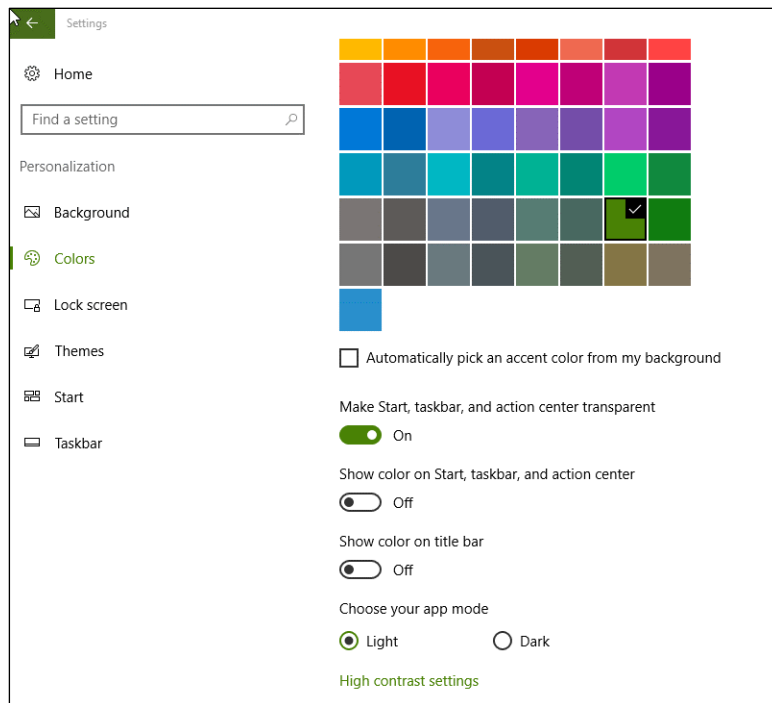 Settings
Home
Find a setting
Personalization
Background
Colors
Lock screen
Themes
Start
Taskbar
Automatically pick an accent color from my background
Make Start, taskbar, and action center transparent
On
Show color on Start, taskbar, and action center
Off
Show color on title bar
Off
Choose your app mode
Light Dark
High contrast settings